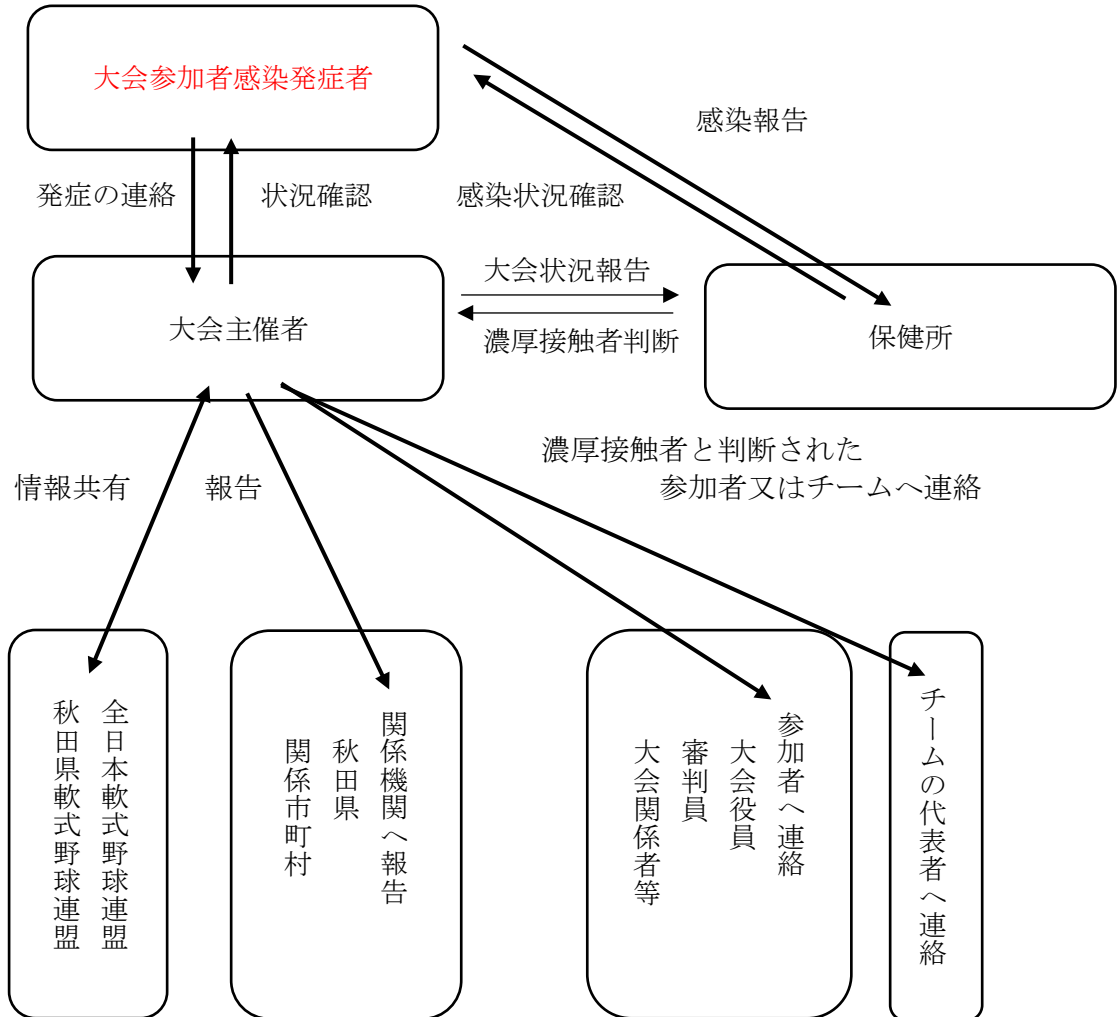 大会参加者感染発症者
感染報告
発症の連絡
状況確認
感染状況確認
大会状況報告
大会主催者
濃厚接触者判断
保健所
濃厚接触者と判断された
参加者又はチームへ連絡
情報共有
報告
全日本軟式野球連盟
秋田県軟式野球連盟
関係機関へ報告
秋田県
関係市町村
参加者へ連絡
大会役員
審判員
大会関係者等
チームの代表者へ連絡